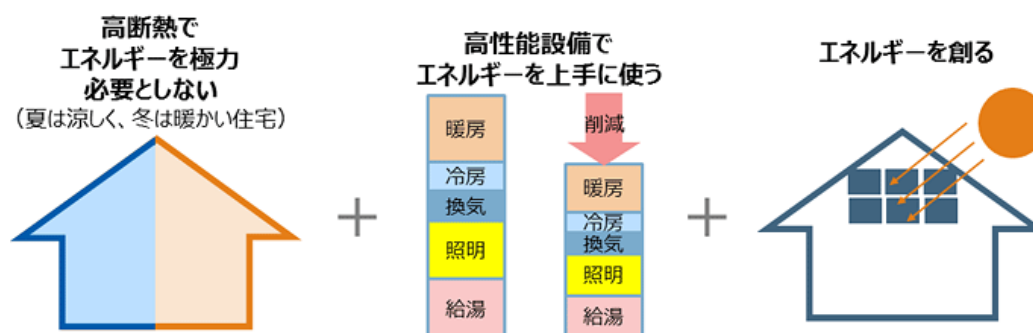 高断熱で
エネルギーを極力
必要としない
（夏は涼しく、冬は暖かい住宅）
高性能設備で
エネルギーを上手に使う
暖房
冷房
換気
照明
給湯
削減
暖房
冷房
換気
照明
給湯
エネルギーを創る